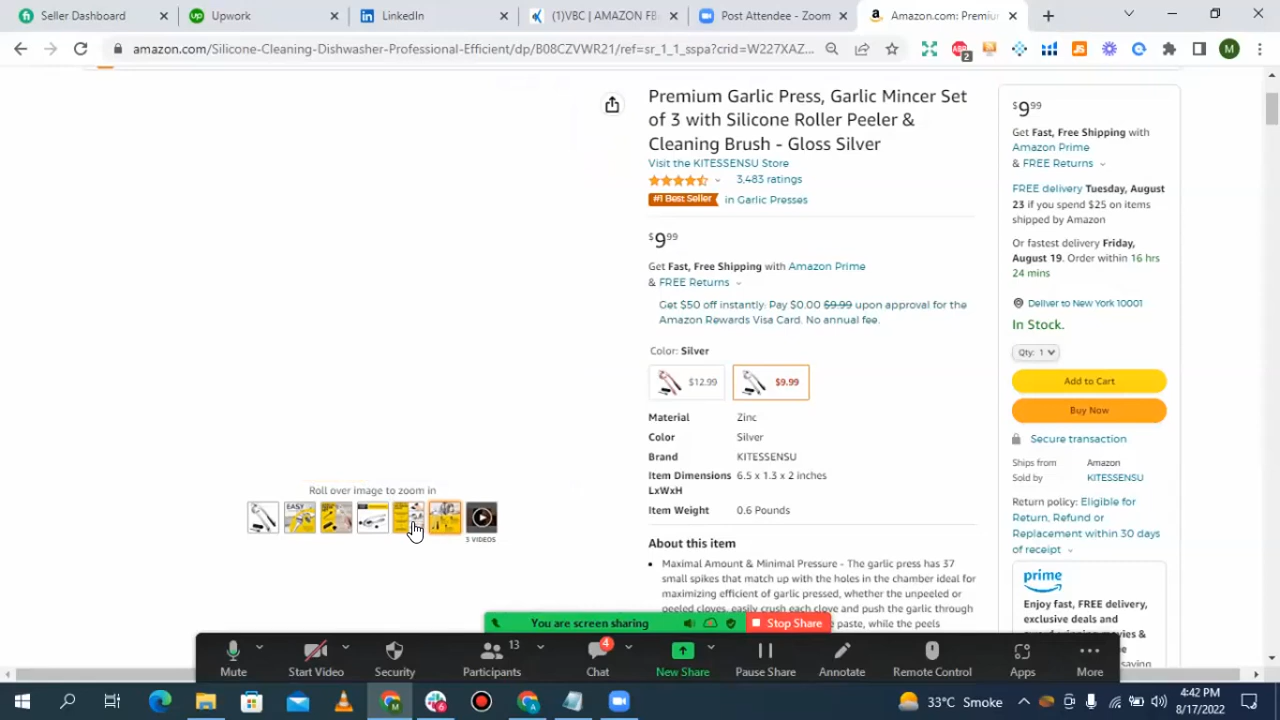 Seller Dashboard
Upwork
LinkedIn
(1)VBC | AMAZON FB
Post Attendee - Zoom
Amazon.com: Premiu
amazon.com/Silicone-Cleaning-Dishwasher-Professional-Efficient/dp/B08CZVWR21/ref=sr_1_1_sspa?crid=W227XAZ...
ABP
2
JS
M
Premium Garlic Press, Garlic Mincer Set
of 3 with Silicone Roller Peeler &
Cleaning Brush - Gloss Silver
Visit the KITESSENSU Store
3,483 ratings
#1 Best Seller in Garlic Presses
$9 99
Get Fast, Free Shipping with Amazon Prime
& FREE Returns
Get $50 off instantly: Pay $0.00 $9.99 upon approval for the
Amazon Rewards Visa Card. No annual fee.
Color: Silver
$12.99
$9.99
Material Zinc
Color Silver
Brand KITESSENSU
Item Dimensions 6.5 x 1.3 x 2 inches
LxWxH
Item Weight 0.6 Pounds
About this item
Maximal Amount & Minimal Pressure - The garlic press has 37
small spikes that match up with the holes in the chamber ideal for
maximizing efficient of garlic pressed, whether the unpeeled or
peeled cloves, easily crush each clove and push the garlic through
paste, while the peels
Roll over image to zoom in
EASY
3 VIDEOS
$9 99
Get Fast, Free Shipping with
Amazon Prime
& FREE Returns
FREE delivery Tuesday, August
23 if you spend $25 on items
shipped by Amazon
Or fastest delivery Friday,
August 19. Order within 16 hrs
24 mins
Deliver to New York 10001
In Stock.
Qty: 1
Add to Cart
Buy Now
Secure transaction
Ships from Amazon
Sold by KITESSENSU
Return policy: Eligible for
Return, Refund or
Replacement within 30 days
of receipt
prime
Enjoy fast, FREE delivery,
exclusive deals and
movies &
saving
You are screen sharing
Stop Share
Mute
Start Video
Security
13
Participants
4
Chat
New Share
Pause Share
Annotate
Remote Control
Apps
More
33°C Smoke
4:42 PM
8/17/2022